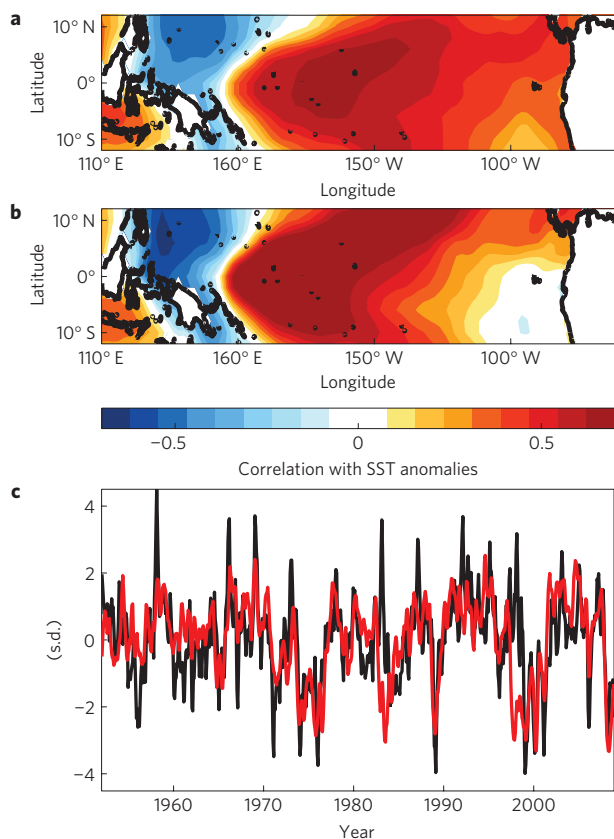 a
10° N
0°
10° S
Latitude
110° E 160° E 150° W 100° W
Longitude
b
10° N
0°
10° S
Latitude
110° E 160° E 150° W 100° W
Longitude
−0.5 0 0.5
Correlation with SST anomalies
c
4
2
0
−2
−4
(s.d.)
1960 1970 1980 1990 2000
Year